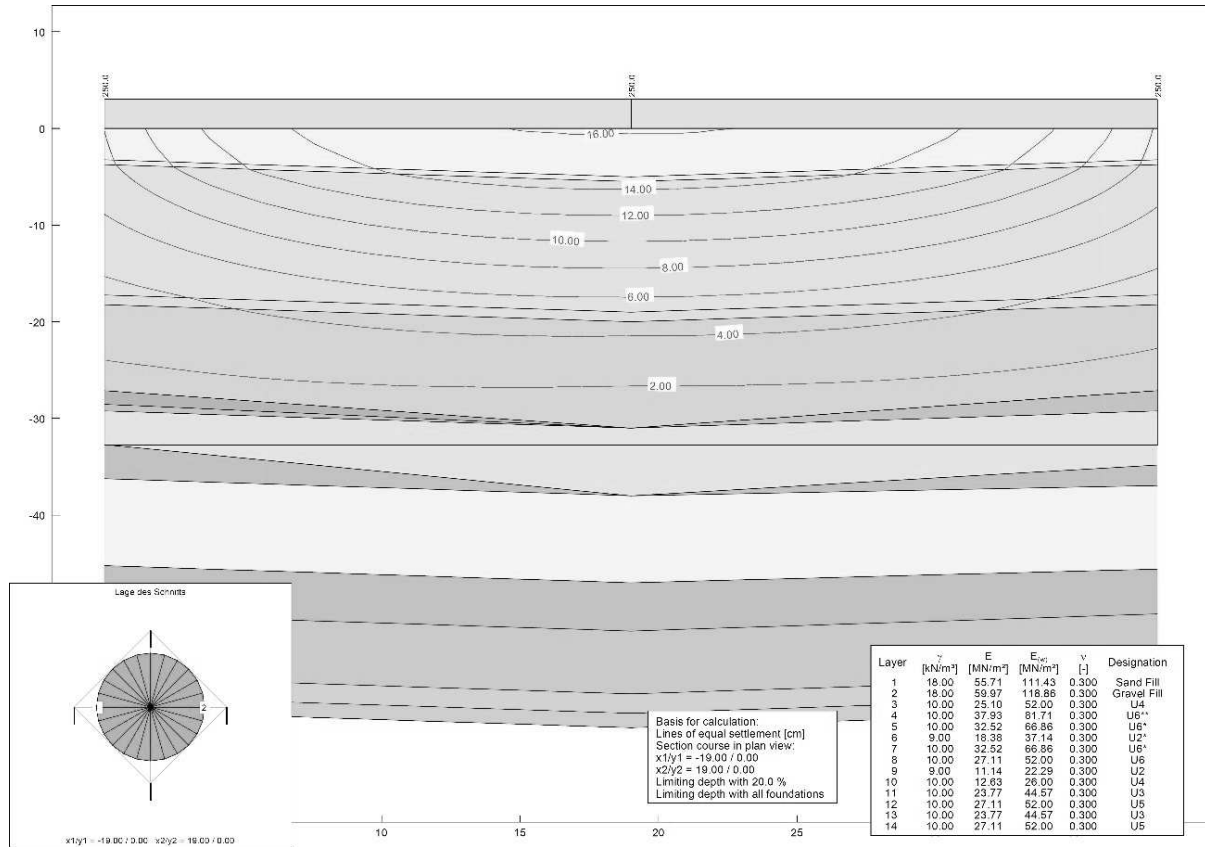 10
250.0
250.0
250.0
0
16.00
14.00
-10
12.00
10.00
8.00
6.00
-20
4.00
2.00
-30
-40
Lage des Schnitts
1
2
x1/y1 = -19.00 / 0.00 x2/y2 = 19.00 / 0.00
Basis for calculation:
Lines of equal settlement [cm]
Section course in plan view:
x1/y1 = -19.00 / 0.00
x2/y2 = 19.00 / 0.00
Limiting depth with 20.0 %
Limiting depth with all foundations
Layer γ E E(w) ν Designation
[kN/m³] [MN/m²] [MN/m²] [-]
1 18.00 55.71 111.43 0.300 Sand Fill
2 18.00 59.97 118.86 0.300 Gravel Fill
3 10.00 25.10 52.00 0.300 U4
4 10.00 37.93 81.71 0.300 U6**
5 10.00 32.52 66.86 0.300 U6*
6 9.00 18.38 37.14 0.300 U2*
7 10.00 32.52 66.86 0.300 U6*
8 10.00 27.11 52.00 0.300 U6
9 9.00 11.14 22.29 0.300 U2
10 10.00 12.63 26.00 0.300 U4
11 10.00 23.77 44.57 0.300 U3
12 10.00 27.11 52.00 0.300 U5
13 10.00 23.77 44.57 0.300 U3
14 10.00 27.11 52.00 0.300 U5
10
15
20
25